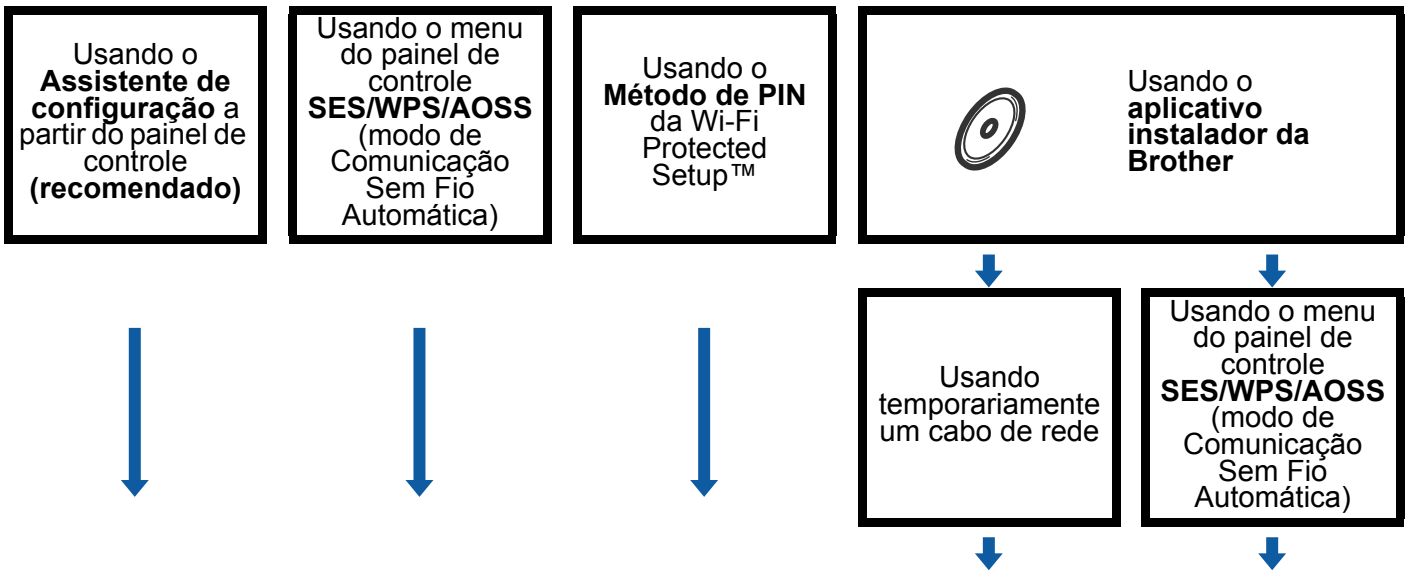 Usando o
Assistente de
configuração a
partir do painel de
controle
(recomendado)
Usando o menu
do painel de
controle
SES/WPS/AOSS
(modo de
Comunicação
Sem Fio
Automática)
Usando o
Método de PIN
da Wi-Fi
Protected
Setup™
Usando o
aplicativo
instalador da
Brother
Usando
temporariamente
um cabo de rede
Usando o menu
do painel de
controle
SES/WPS/AOSS
(modo de
Comunicação
Sem Fio
Automática)